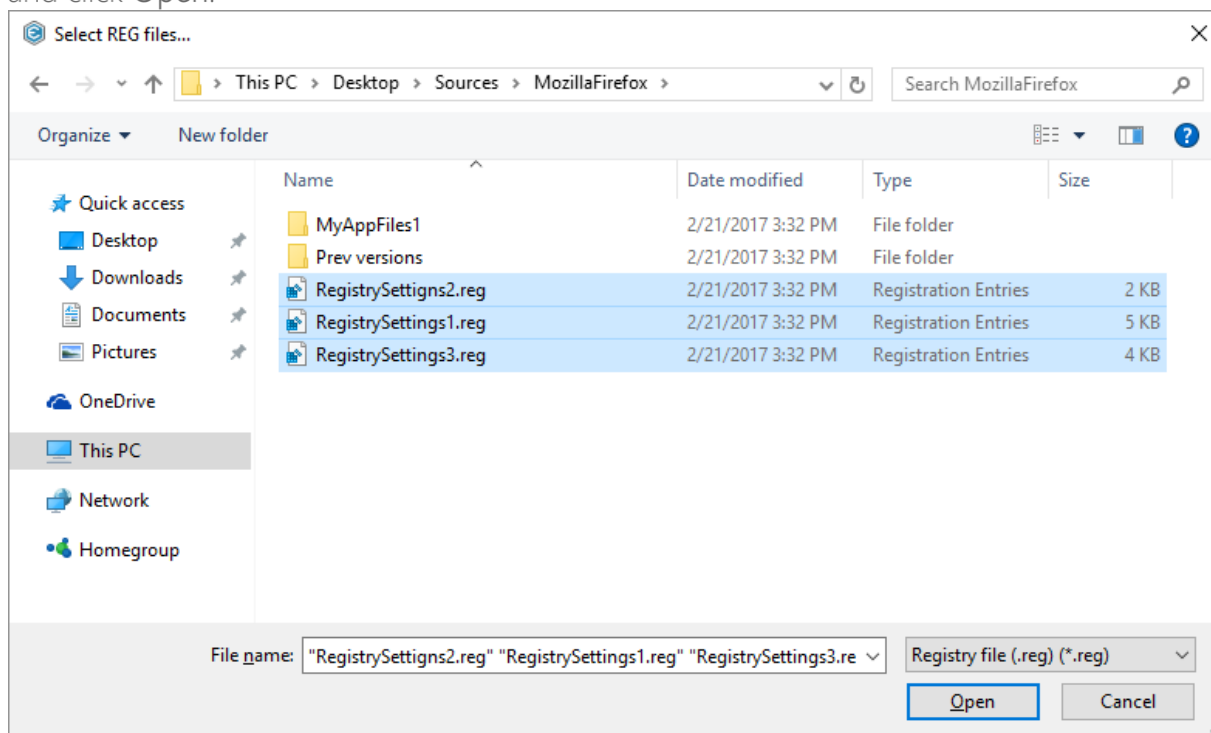 and click Open.
Select REG files...
This PC > Desktop > Sources > MozillaFirefox >
Search MozillaFirefox
Organize
New folder
?
Name
Date modified
Type
Size
Quick access
Desktop
Downloads
Documents
Pictures
OneDrive
This PC
Network
Homegroup
MyAppFiles1 2/21/2017 3:32 PM File folder
Prev versions 2/21/2017 3:32 PM File folder
RegistrySettigns2.reg 2/21/2017 3:32 PM Registration Entries 2 KB
RegistrySettings1.reg 2/21/2017 3:32 PM Registration Entries 5 KB
RegistrySettings3.reg 2/21/2017 3:32 PM Registration Entries 4 KB
File name: "RegistrySettigns2.reg" "RegistrySettings1.reg" "RegistrySettings3.re
Registry file (.reg) (*.reg)
Open
Cancel